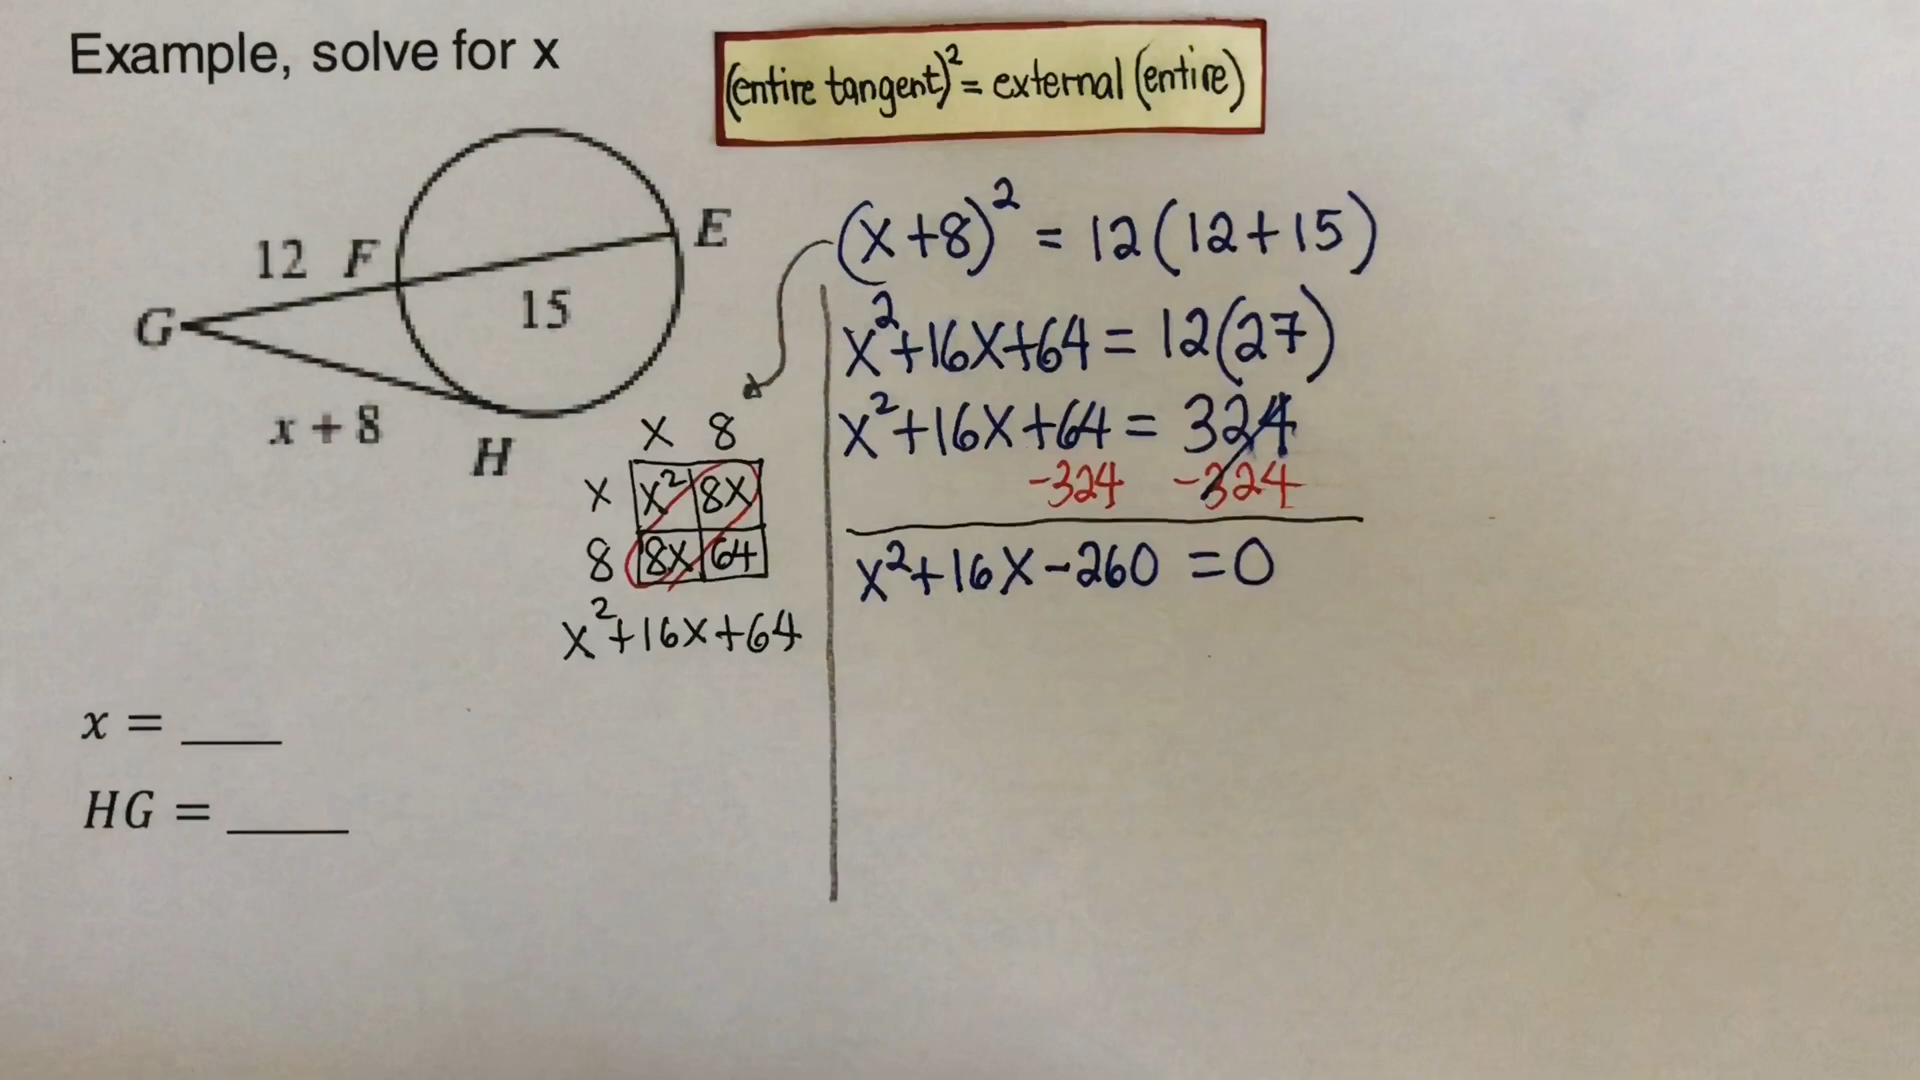 Example, solve for x
(entire tangent)² = external (entire)
12 F
E
15
G
x + 8
H
(x+8)² = 12(12+15)
x²+16x+64 = 12(27)
x²+16x+64 = 324
-324 -324
x²+16x-260 = 0
x 8
x x² 8x
8 8x 64
x²+16x+64
x = ____
HG = _____